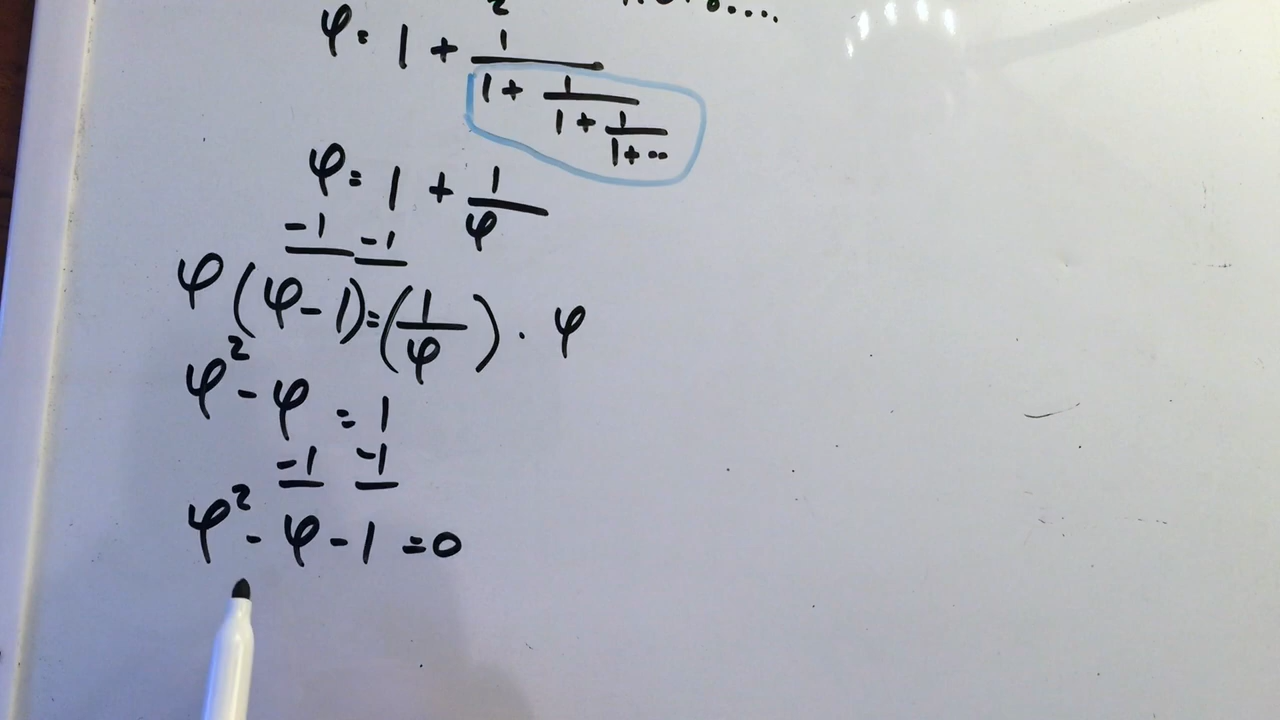 2
φ = 1 + 1
1 + 1
1 + 1
1 + ..
φ = 1 + 1/φ
-1 -1
φ(φ - 1) = (1/φ) · φ
φ² - φ = 1
-1 -1
φ² - φ - 1 = 0